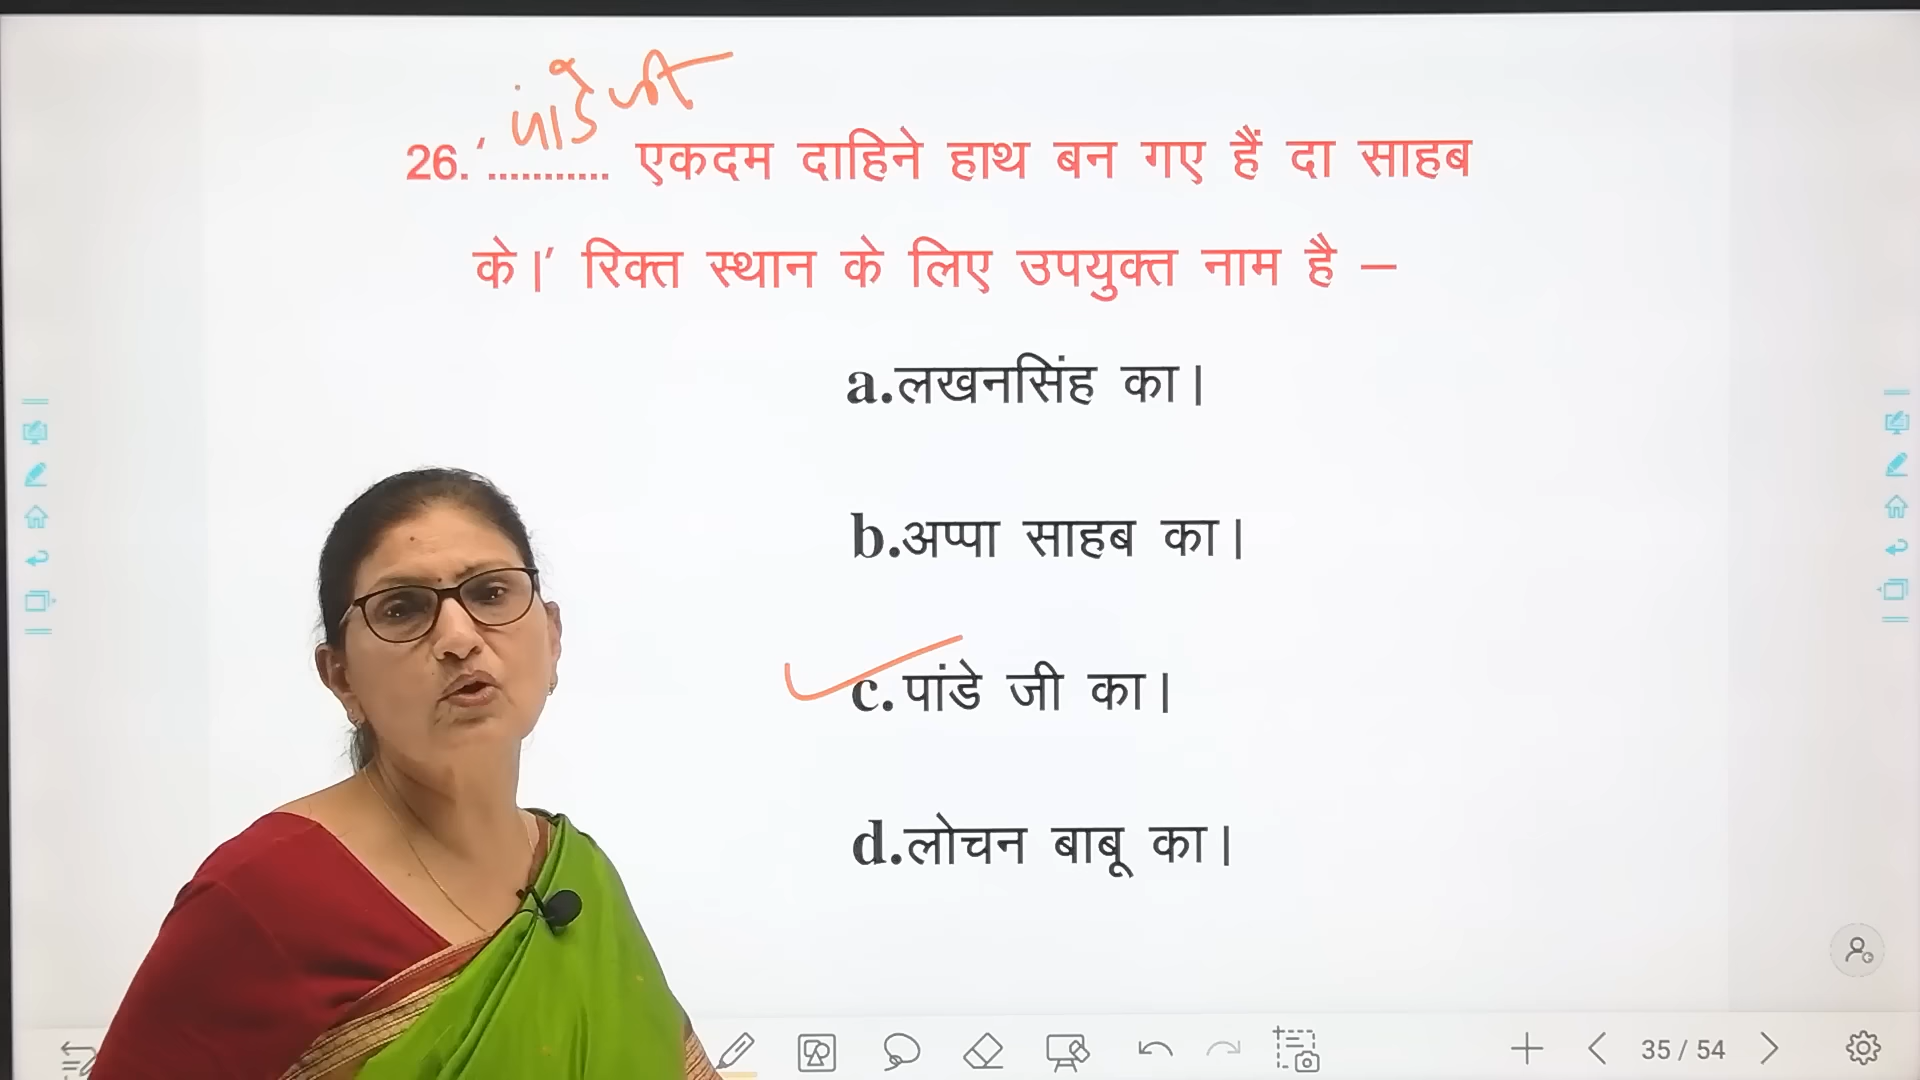 पांडे जी
26.‘........... एकदम दाहिने हाथ बन गए हैं दा साहब
के।’ रिक्त स्थान के लिए उपयुक्त नाम है –
a.लखनसिंह का।
b.अप्पा साहब का।
c.पांडे जी का।
d.लोचन बाबू का।
35 / 54